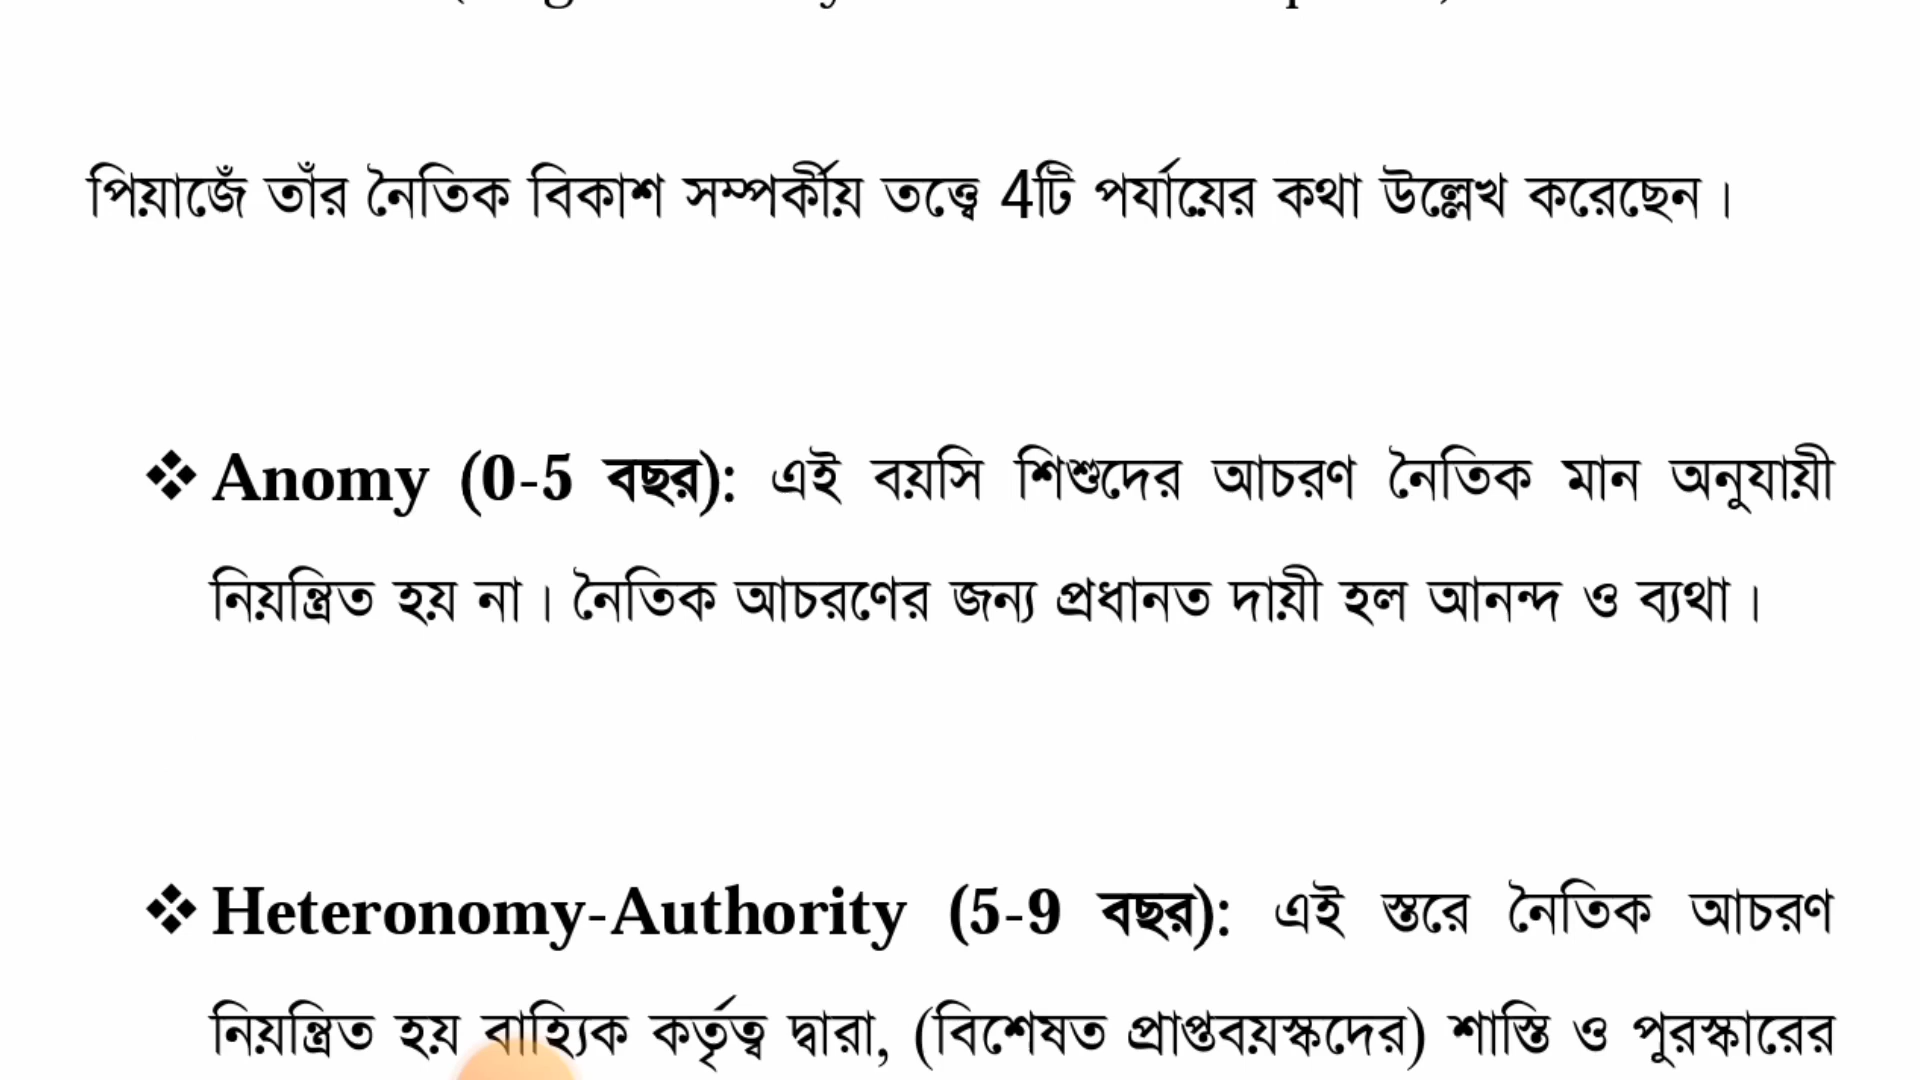 পিয়াজেঁ তাঁর নৈতিক বিকাশ সম্পর্কীয় তত্ত্বে 4টি পর্যায়ের কথা উল্লেখ করেছেন।
❖ Anomy (0-5 বছর): এই বয়সি শিশুদের আচরণ নৈতিক মান অনুযায়ী
নিয়ন্ত্রিত হয় না। নৈতিক আচরণের জন্য প্রধানত দায়ী হল আনন্দ ও ব্যথা।
❖ Heteronomy-Authority (5-9 বছর): এই স্তরে নৈতিক আচরণ
নিয়ন্ত্রিত হয় বাহ্যিক কর্তৃত্ব দ্বারা, (বিশেষত প্রাপ্তবয়স্কদের) শাস্তি ও পুরস্কারের